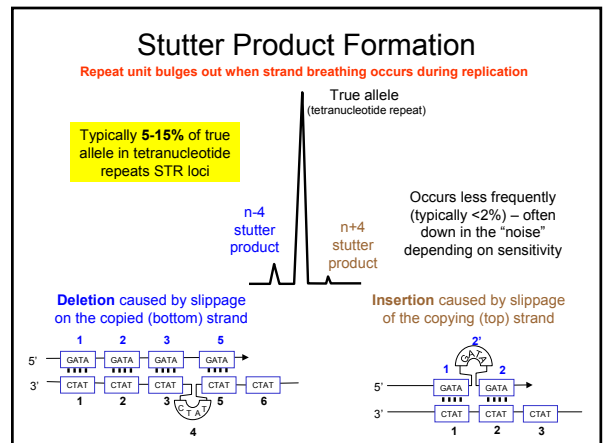 Stutter Product Formation
Repeat unit bulges out when strand breathing occurs during replication
True allele
(tetranucleotide repeat)
Typically 5-15% of true
allele in tetranucleotide
repeats STR loci
Occurs less frequently
(typically <2%) – often
down in the “noise”
depending on sensitivity
n-4
stutter
product
n+4
stutter
product
Deletion caused by slippage
on the copied (bottom) strand
1 2 3 5
5’ GATA GATA GATA GATA
3’ CTAT CTAT CTAT CTAT CTAT
1 2 3 5 6
CTAT
4
Insertion caused by slippage
of the copying (top) strand
2’
GATA
1 2
5’ GATA GATA
3’ CTAT CTAT CTAT
1 2 3